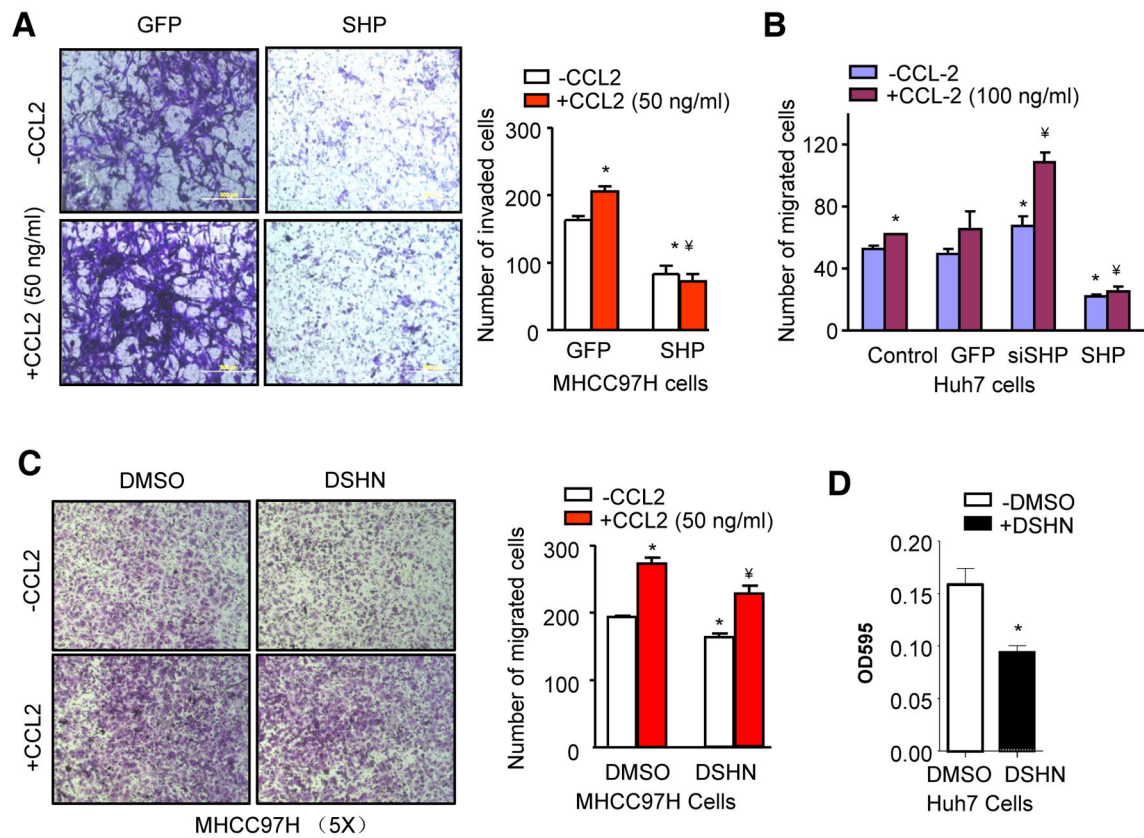 A
GFP
SHP
-CCL2
+CCL2 (50 ng/ml)
-CCL2
+CCL2 (50 ng/ml)
Number of invaded cells
300
200
100
0
*
* ¥
GFP
SHP
MHCC97H cells
B
-CCL-2
+CCL-2 (100 ng/ml)
Number of migrated cells
120
80
40
0
*
*
¥
*
¥
Control GFP siSHP SHP
Huh7 cells
C
DMSO
DSHN
-CCL2
+CCL2
MHCC97H （5X）
-CCL2
+CCL2 (50 ng/ml)
Number of migrated cells
300
200
100
0
*
*
¥
DMSO
DSHN
MHCC97H Cells
D
-DMSO
+DSHN
OD595
0.20
0.15
0.10
0.05
0.00
*
DMSO DSHN
Huh7 Cells